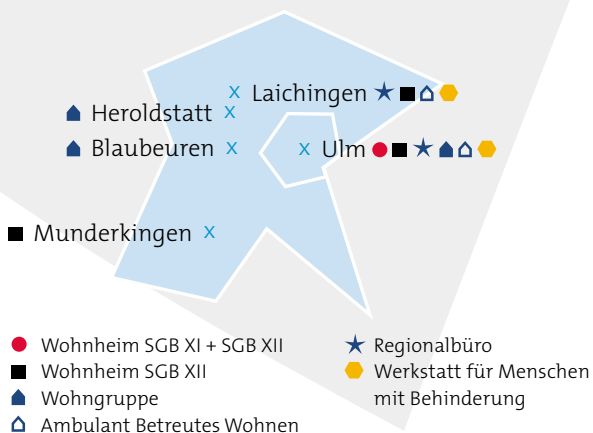 x Laichingen
Heroldstatt x
Blaubeuren x
x Ulm
Munderkingen x
Wohnheim SGB XI + SGB XII
Wohnheim SGB XII
Wohngruppe
Ambulant Betreutes Wohnen
Regionalbüro
Werkstatt für Menschen
mit Behinderung